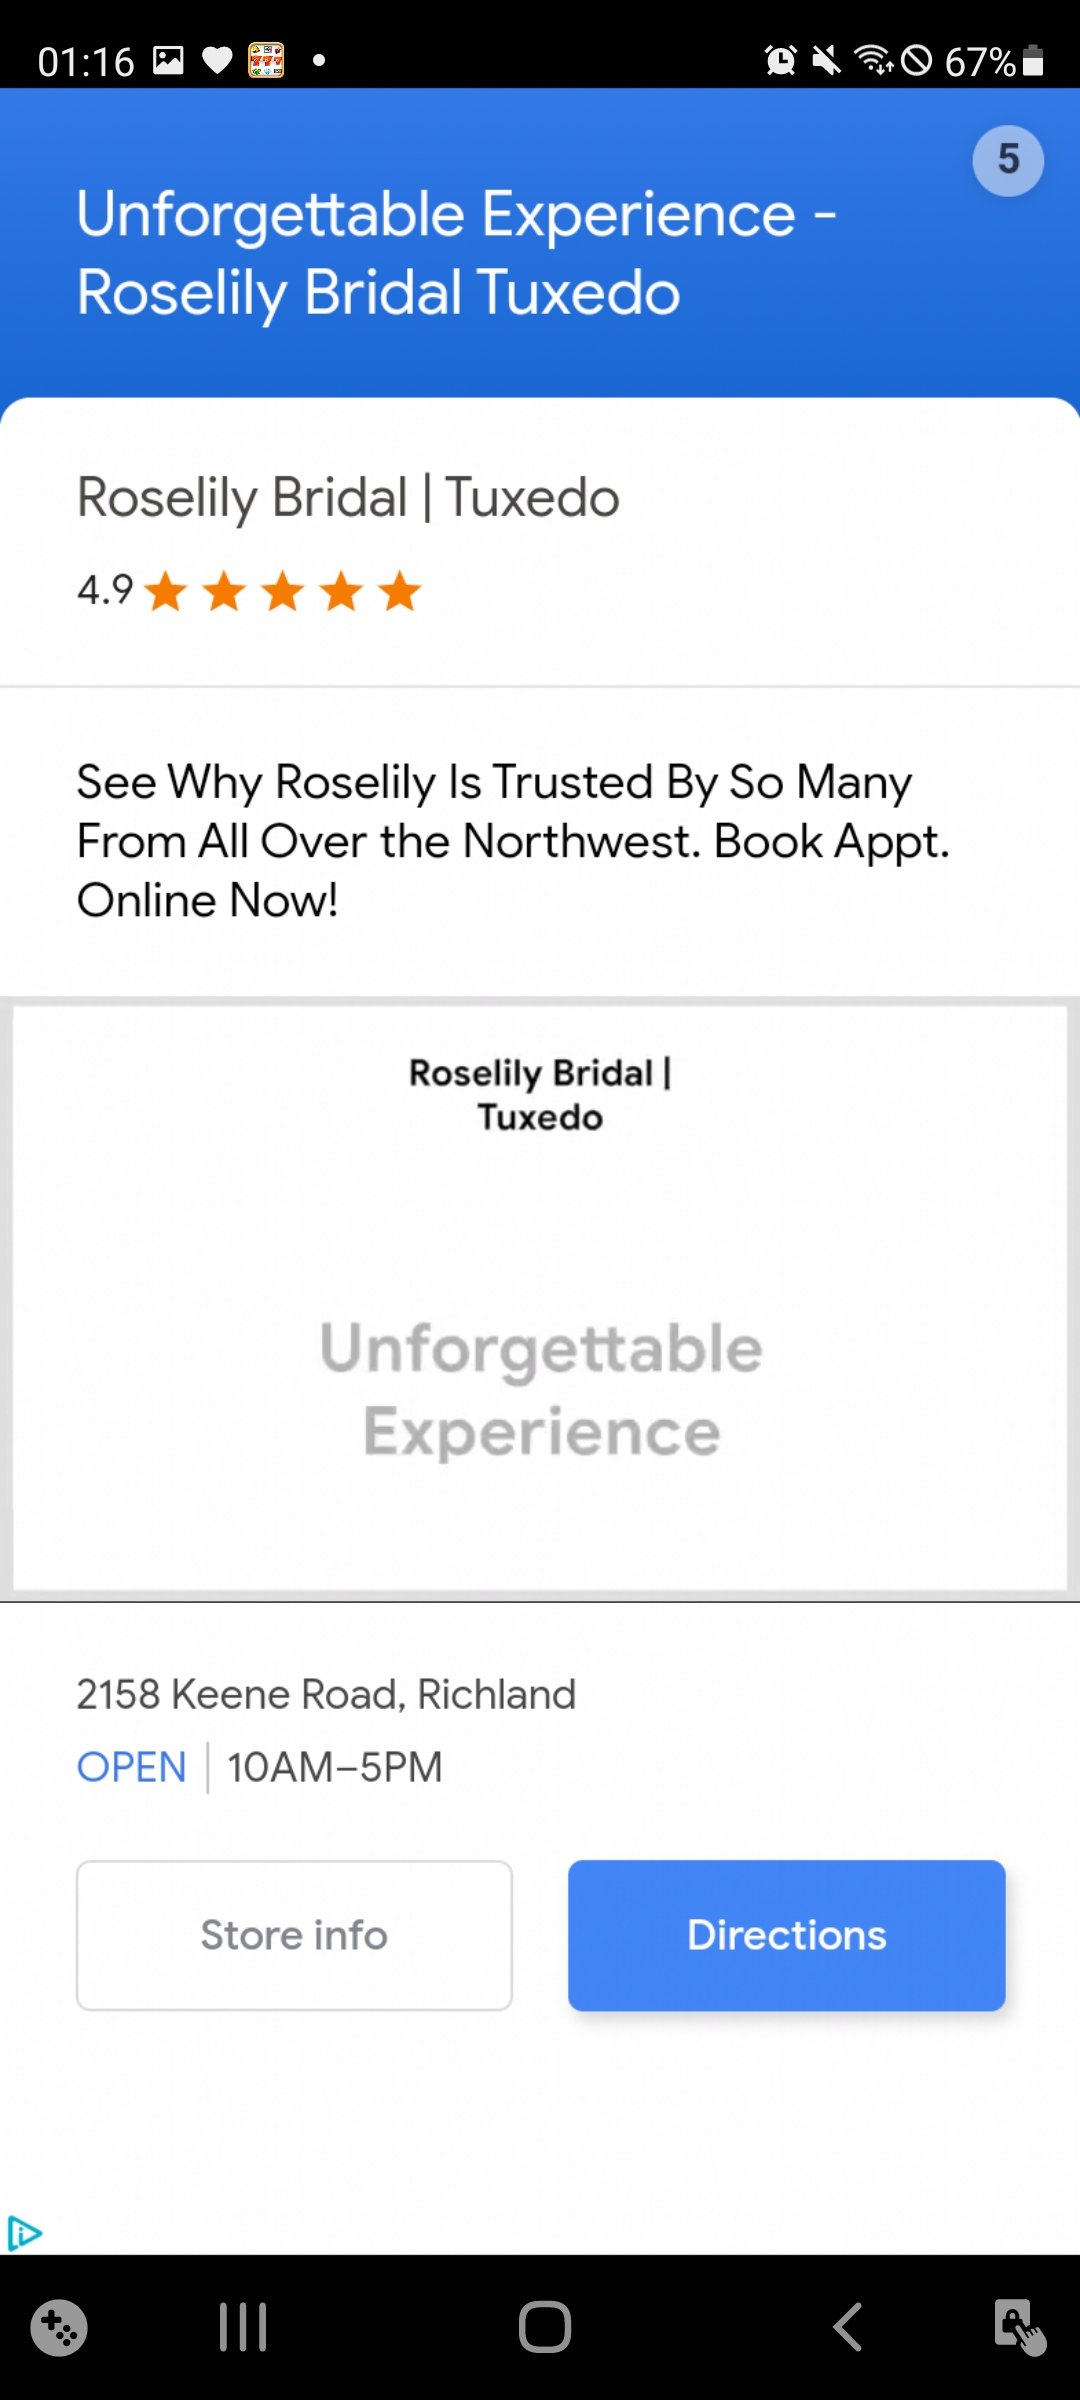 01:16
67%
5
Unforgettable Experience -
Roselily Bridal Tuxedo
Roselily Bridal | Tuxedo
4.9
See Why Roselily Is Trusted By So Many
From All Over the Northwest. Book Appt.
Online Now!
Roselily Bridal |
Tuxedo
Unforgettable
Experience
2158 Keene Road, Richland
OPEN | 10AM–5PM
Store info
Directions